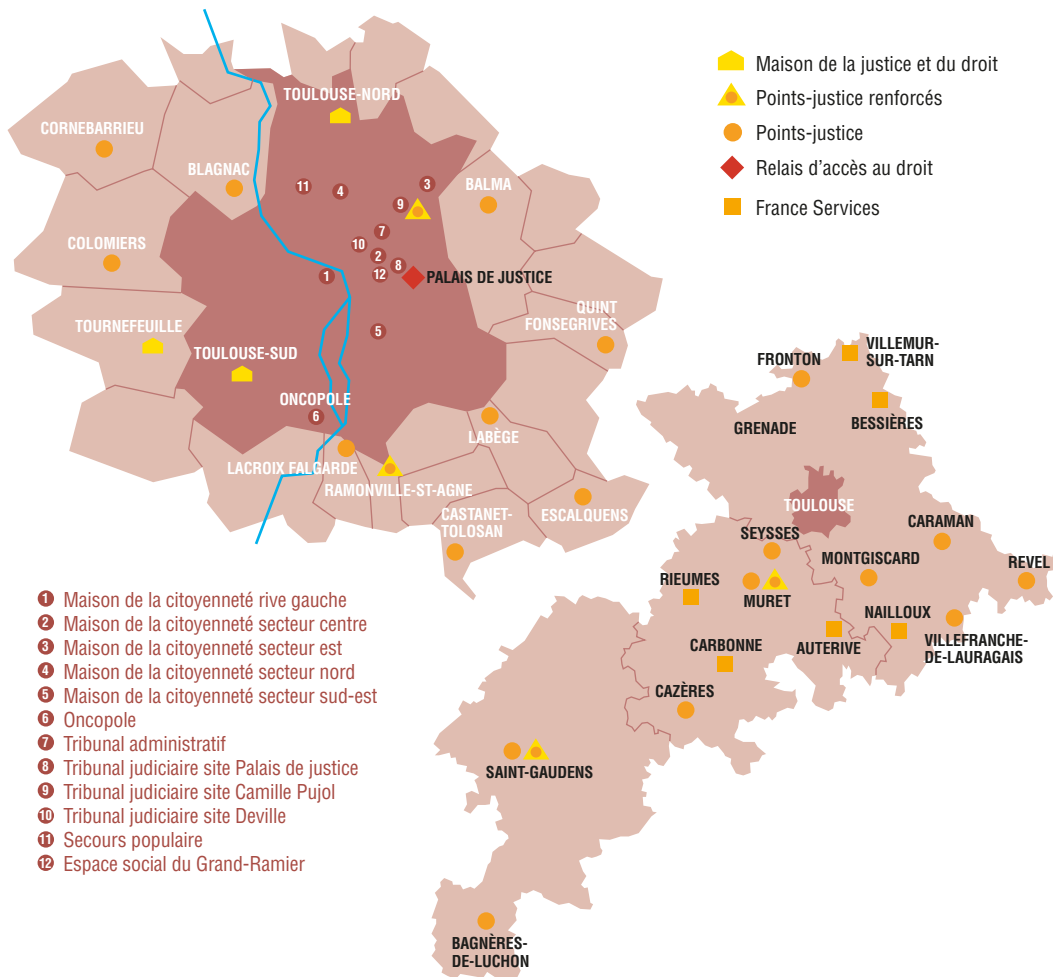 TOULOUSE-NORD
CORNEBARRIEU
BLAGNAC
11
4
3
9
BALMA
7
10
2
8
12
1
PALAIS DE JUSTICE
COLOMIERS
TOURNEFEUILLE
TOULOUSE-SUD
5
QUINT
FONSEGRIVES
ONCOPOLE
6
LABÈGE
LACROIX FALGARDE
RAMONVILLE-ST-AGNE
CASTANET-
TOLOSAN
ESCALQUENS
Maison de la justice et du droit
Points-justice renforcés
Points-justice
Relais d'accès au droit
France Services
VILLEMUR-
SUR-TARN
FRONTON
GRENADE
BESSIÈRES
TOULOUSE
SEYSSES
CARAMAN
MONTGISCARD
REVEL
RIEUMES
MURET
NAILLOUX
CARBONNE
AUTERIVE
VILLEFRANCHE-
DE-LAURAGAIS
CAZÈRES
SAINT-GAUDENS
BAGNÈRES-
DE-LUCHON
1 Maison de la citoyenneté rive gauche
2 Maison de la citoyenneté secteur centre
3 Maison de la citoyenneté secteur est
4 Maison de la citoyenneté secteur nord
5 Maison de la citoyenneté secteur sud-est
6 Oncopole
7 Tribunal administratif
8 Tribunal judiciaire site Palais de justice
9 Tribunal judiciaire site Camille Pujol
10 Tribunal judiciaire site Deville
11 Secours populaire
12 Espace social du Grand-Ramier